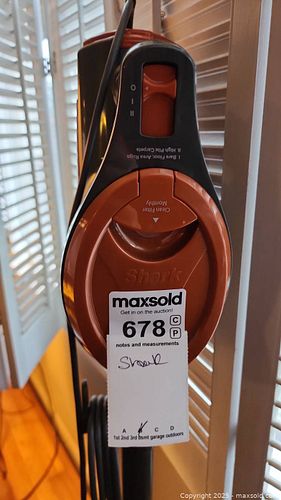 O
I
II
I Bare Floor, Area Rugs
II High Pile Carpets
Clean Filter
Monthly
Shark
maxsold
Get in on the auction!
678 C
P
notes and measurements
Shark
A B C D
1st 2nd 3rd bsmt garage outdoors
Copyright 2025 - maxsold.com